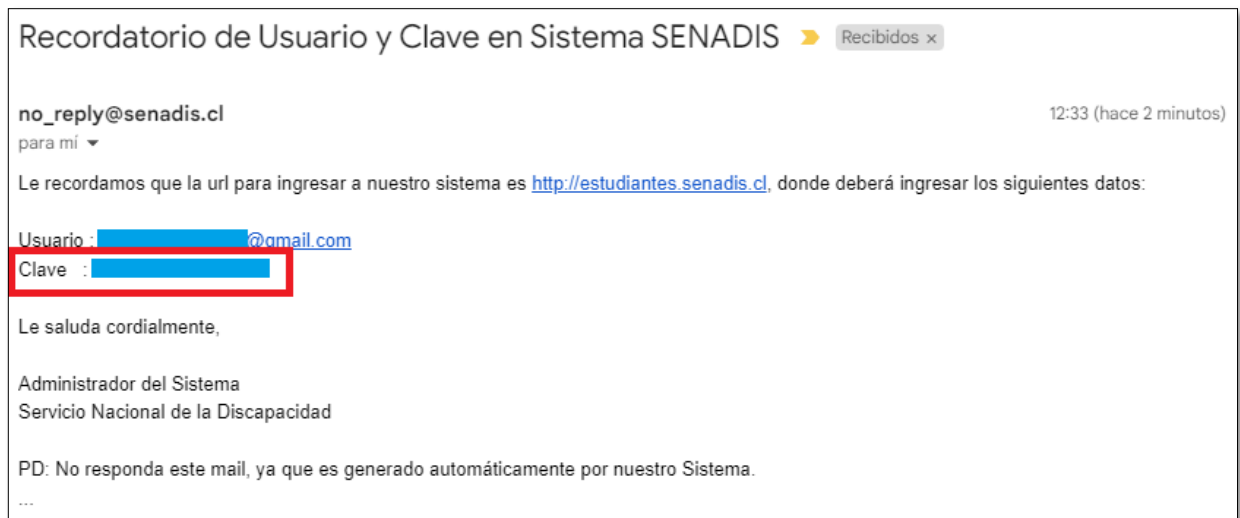 Recordatorio de Usuario y Clave en Sistema SENADIS Recibidos x
no_reply@senadis.cl 12:33 (hace 2 minutos)
para mí
Le recordamos que la url para ingresar a nuestro sistema es http://estudiantes.senadis.cl, donde deberá ingresar los siguientes datos:
Usuario : @gmail.com
Clave :
Le saluda cordialmente,
Administrador del Sistema
Servicio Nacional de la Discapacidad
PD: No responda este mail, ya que es generado automáticamente por nuestro Sistema.
...